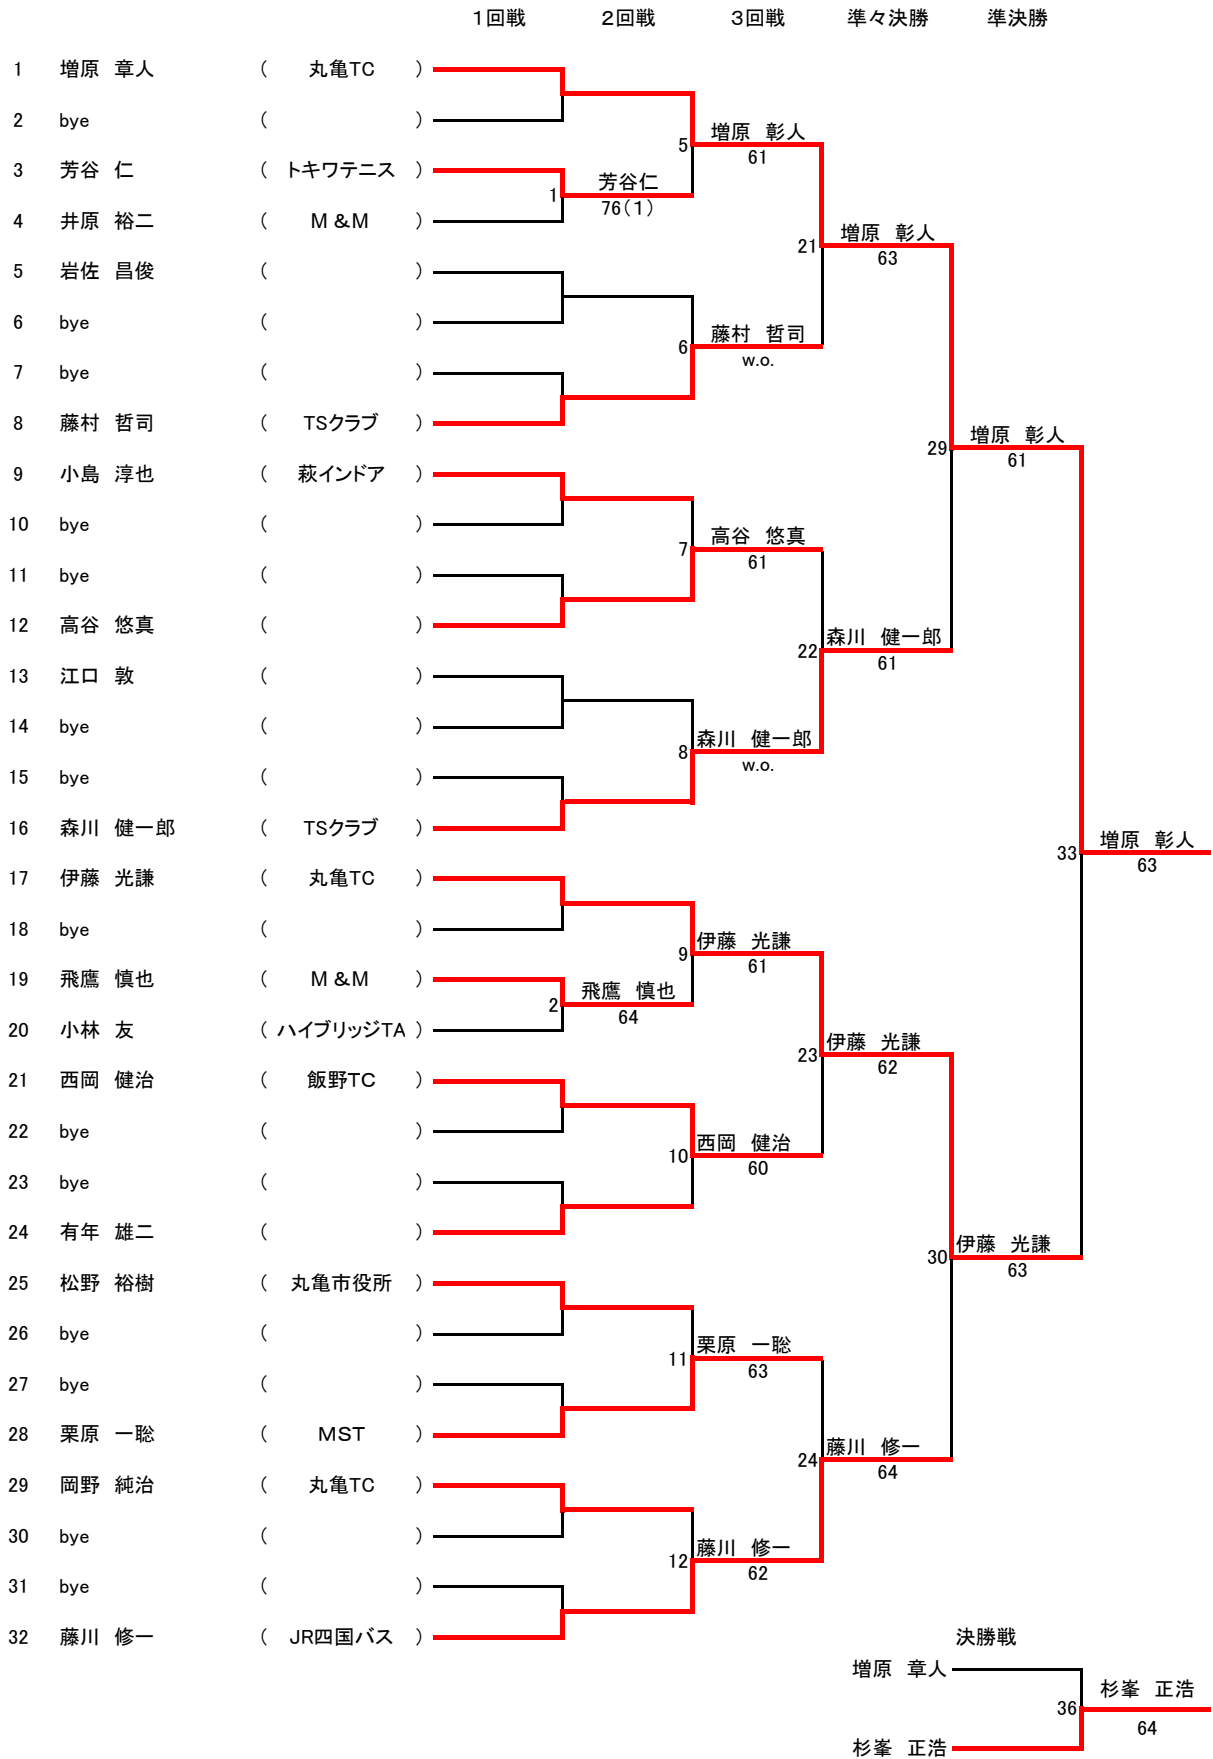 １回戦 ２回戦 ３回戦 準々決勝 準決勝
1 増原 章人 ( 丸亀TC )
2 bye ( )
増原 彰人
5
61
3 芳谷 仁 ( トキワテニス )
芳谷仁
1
76(1)
4 井原 裕二 ( M &M )
増原 彰人
21
63
5 岩佐 昌俊 ( )
6 bye ( )
藤村 哲司
6
w.o.
7 bye ( )
8 藤村 哲司 ( TSクラブ )
増原 彰人
29
61
9 小島 淳也 ( 萩インドア )
10 bye ( )
高谷 悠真
7
61
11 bye ( )
12 高谷 悠真 ( )
森川 健一郎
22
61
13 江口 敦 ( )
14 bye ( )
森川 健一郎
8
w.o.
15 bye ( )
16 森川 健一郎 ( TSクラブ )
増原 彰人
33
63
17 伊藤 光謙 ( 丸亀TC )
18 bye ( )
伊藤 光謙
9
61
19 飛鷹 慎也 ( M &M )
飛鷹 慎也
2
64
20 小林 友 ( ハイブリッジTA )
伊藤 光謙
23
62
21 西岡 健治 ( 飯野TC )
22 bye ( )
西岡 健治
10
60
23 bye ( )
24 有年 雄二 ( )
伊藤 光謙
30
63
25 松野 裕樹 ( 丸亀市役所 )
26 bye ( )
栗原 一聡
11
63
27 bye ( )
28 栗原 一聡 ( MST )
藤川 修一
24
64
29 岡野 純治 ( 丸亀TC )
30 bye ( )
藤川 修一
12
62
31 bye ( )
32 藤川 修一 ( JR四国バス )
決勝戦
増原 章人
杉峯 正浩
36
64
杉峯 正浩